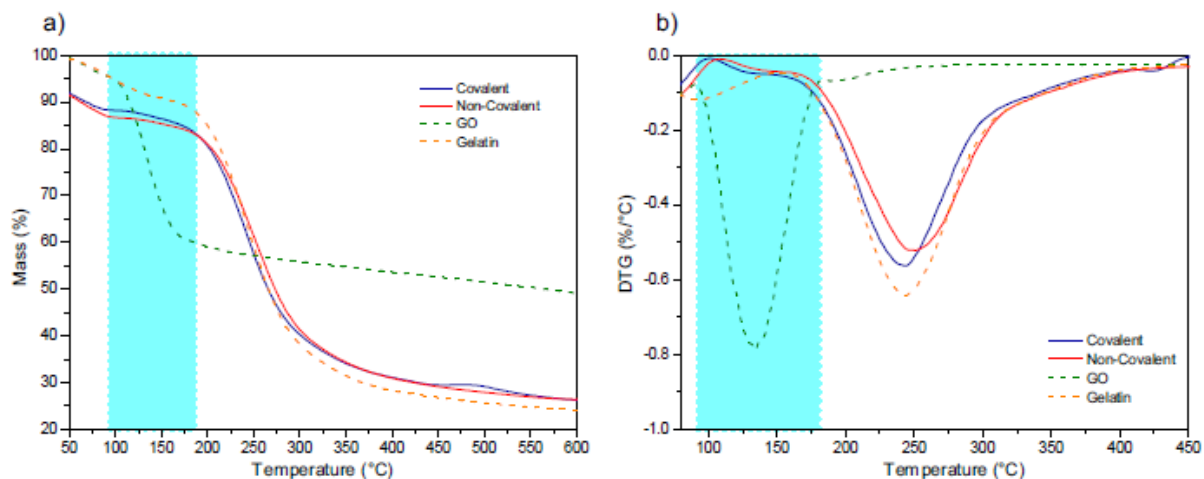 a)
100
90
80
70
60
50
40
30
20
Mass (%)
Covalent
Non-Covalent
GO
Gelatin
50 100 150 200 250 300 350 400 450 500 550 600
Temperature (°C)
b)
0.0
-0.2
-0.4
-0.6
-0.8
-1.0
DTG (%/°C)
Covalent
Non-Covalent
GO
Gelatin
100 150 200 250 300 350 400 450
Temperature (°C)